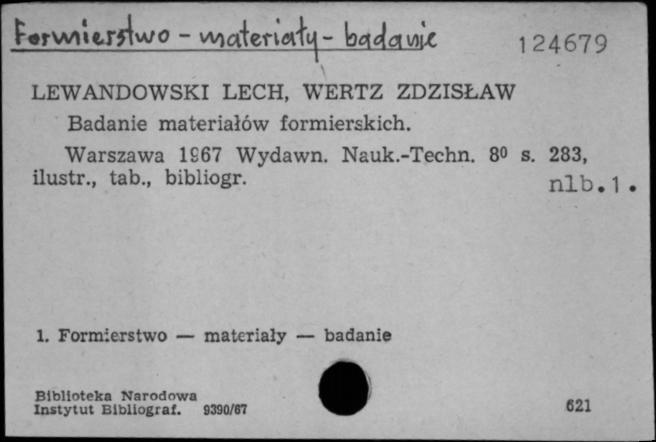 Formierstwo - materiały - badanie
124679
LEWANDOWSKI LECH, WERTZ ZDZISŁAW
Badanie materiałów formierskich.
Warszawa 1967 Wydawn. Nauk.-Techn. 8⁰ s. 283,
ilustr., tab., bibliogr.
nlb.1.
1. Formierstwo — materiały — badanie
Biblioteka Narodowa
Instytut Bibliograf. 9390/67
621